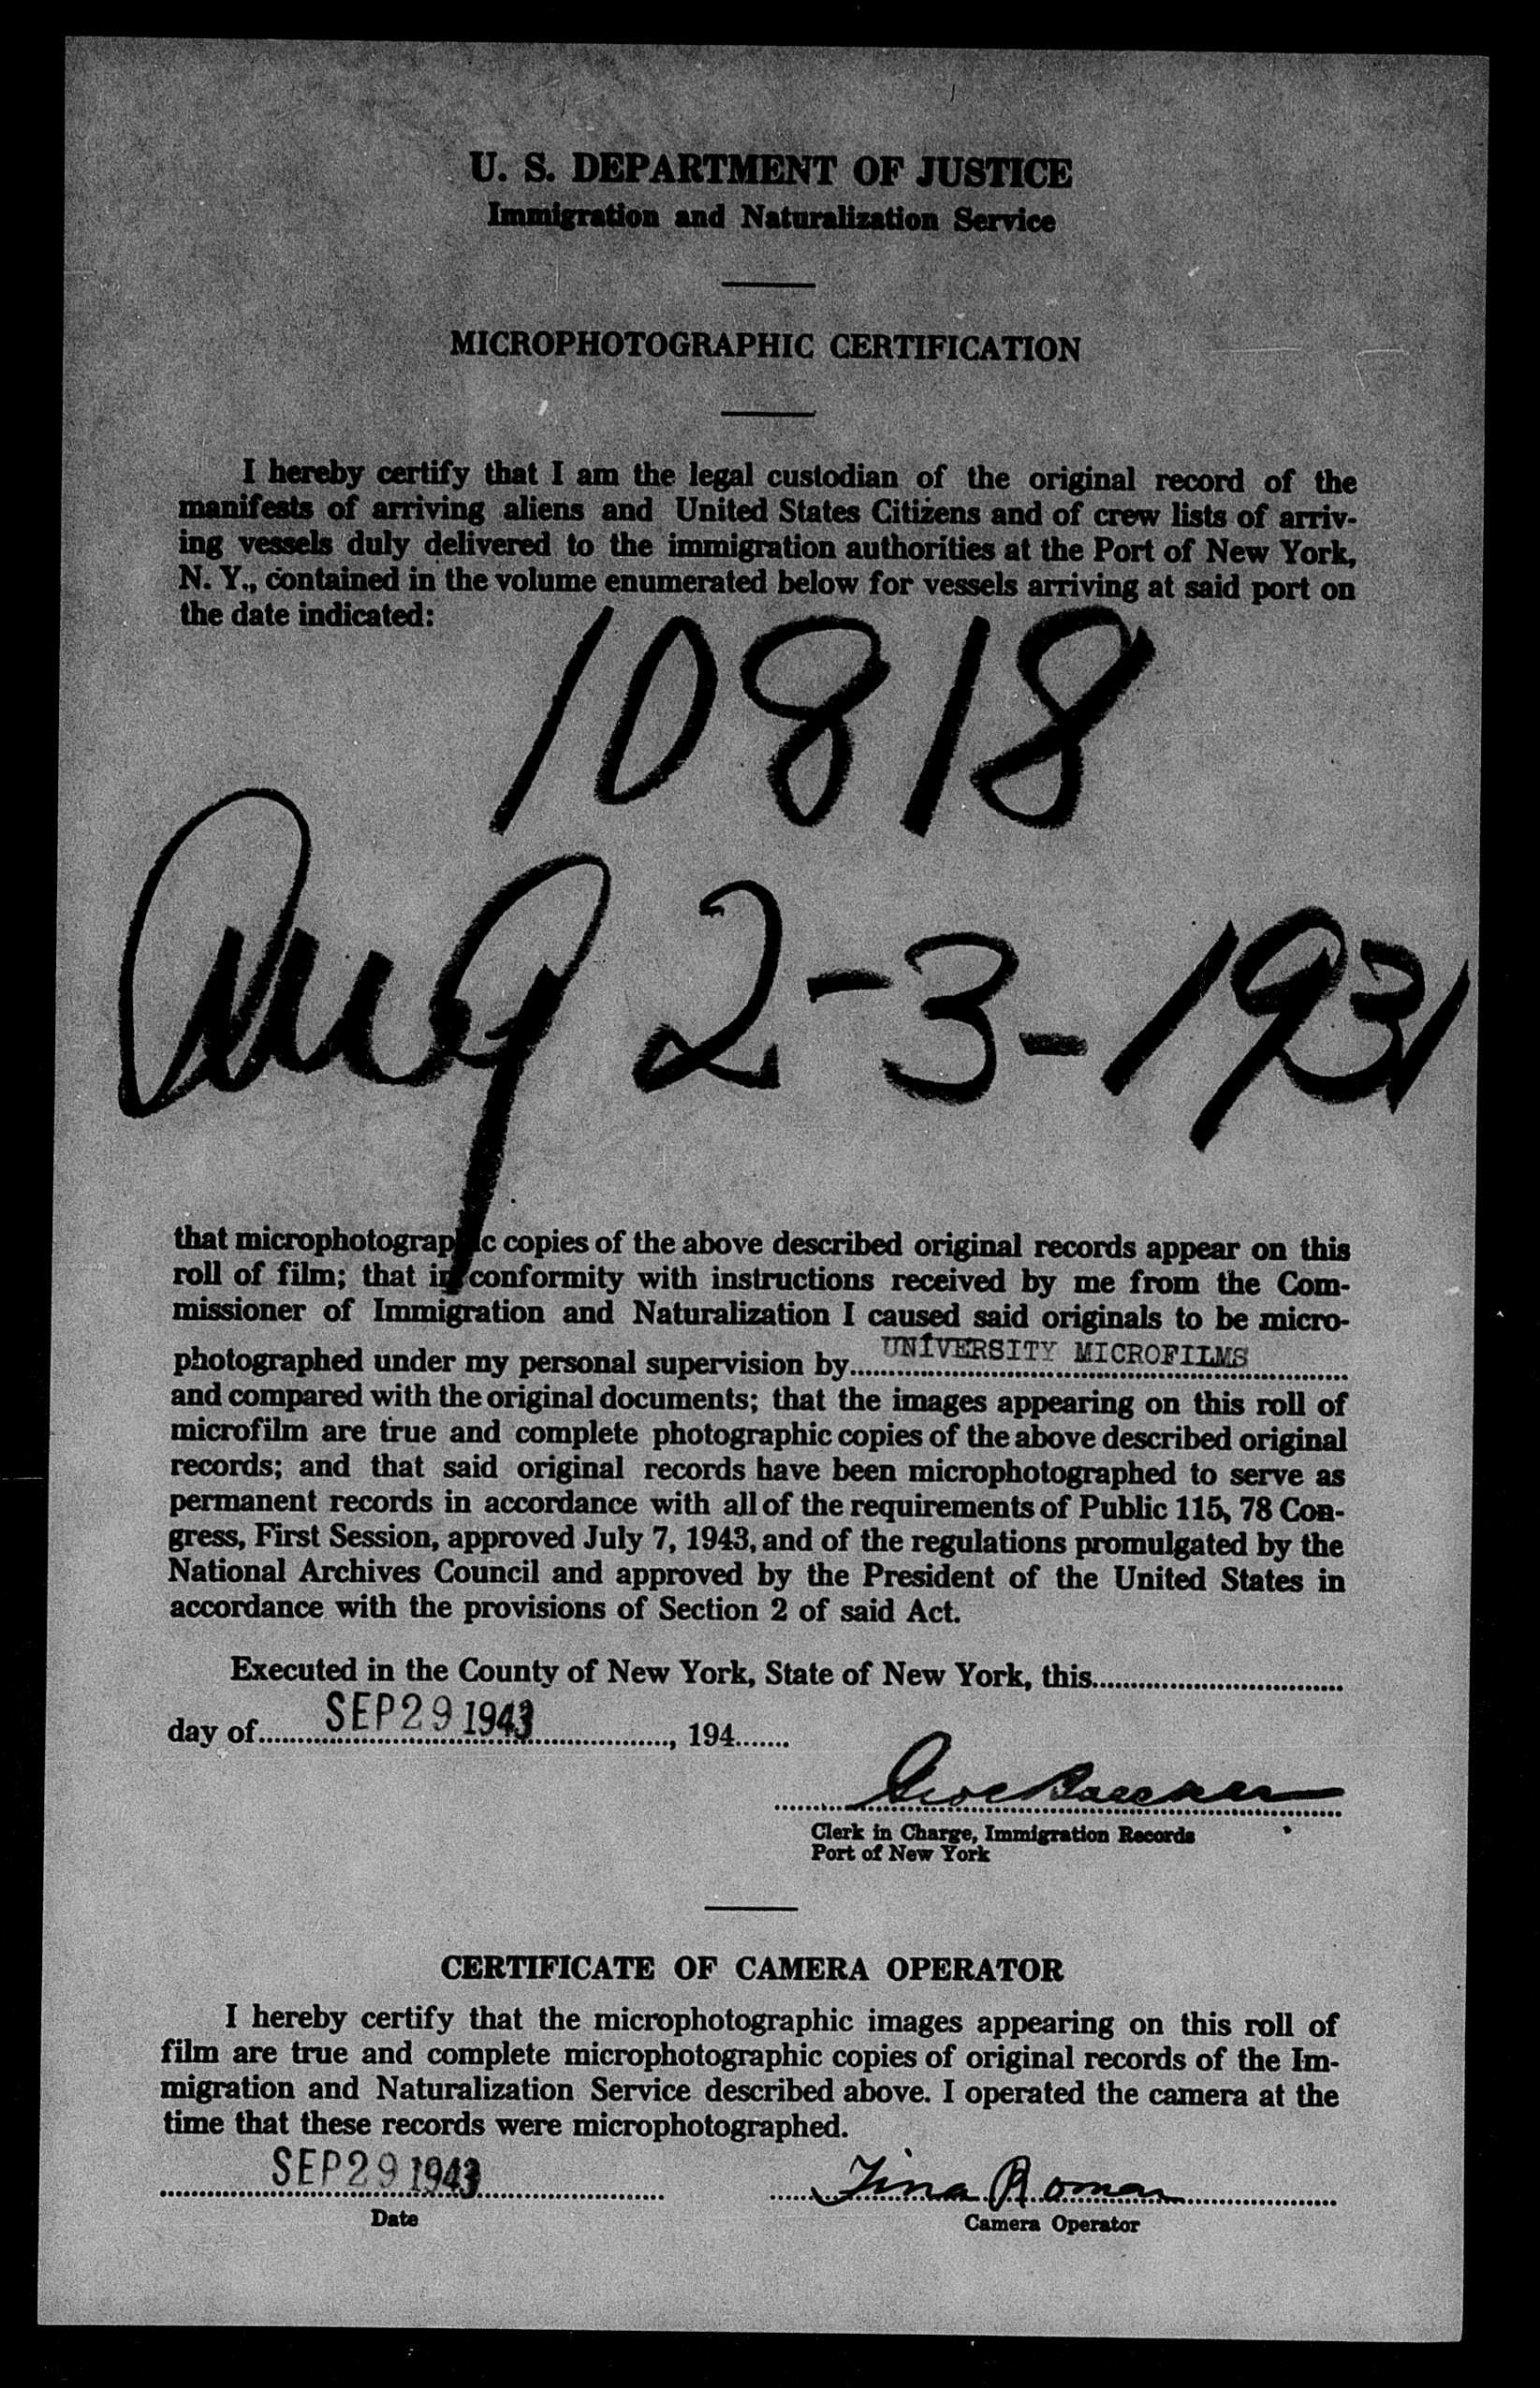 U. S. DEPARTMENT OF JUSTICE
Immigration and Naturalization Service
MICROPHOTOGRAPHIC CERTIFICATION
I hereby certify that I am the legal custodian of the original record of the
manifests of arriving aliens and United States Citizens and of crew lists of arriv-
ing vessels duly delivered to the immigration authorities at the Port of New York,
N. Y., contained in the volume enumerated below for vessels arriving at said port on
the date indicated:
10818
Aug 2-3-1931
that microphotographic copies of the above described original records appear on this
roll of film; that in conformity with instructions received by me from the Com-
missioner of Immigration and Naturalization I caused said originals to be micro-
photographed under my personal supervision by UNIVERSITY MICROFILMS
and compared with the original documents; that the images appearing on this roll of
microfilm are true and complete photographic copies of the above described original
records; and that said original records have been microphotographed to serve as
permanent records in accordance with all of the requirements of Public 115, 78 Con-
gress, First Session, approved July 7, 1943, and of the regulations promulgated by the
National Archives Council and approved by the President of the United States in
accordance with the provisions of Section 2 of said Act.
Executed in the County of New York, State of New York, this
day of SEP 29 1943, 194
Clerk in Charge, Immigration Records
Port of New York
CERTIFICATE OF CAMERA OPERATOR
I hereby certify that the microphotographic images appearing on this roll of
film are true and complete microphotographic copies of original records of the Im-
migration and Naturalization Service described above. I operated the camera at the
time that these records were microphotographed.
SEP 29 1943 Tina Roman
Date Camera Operator